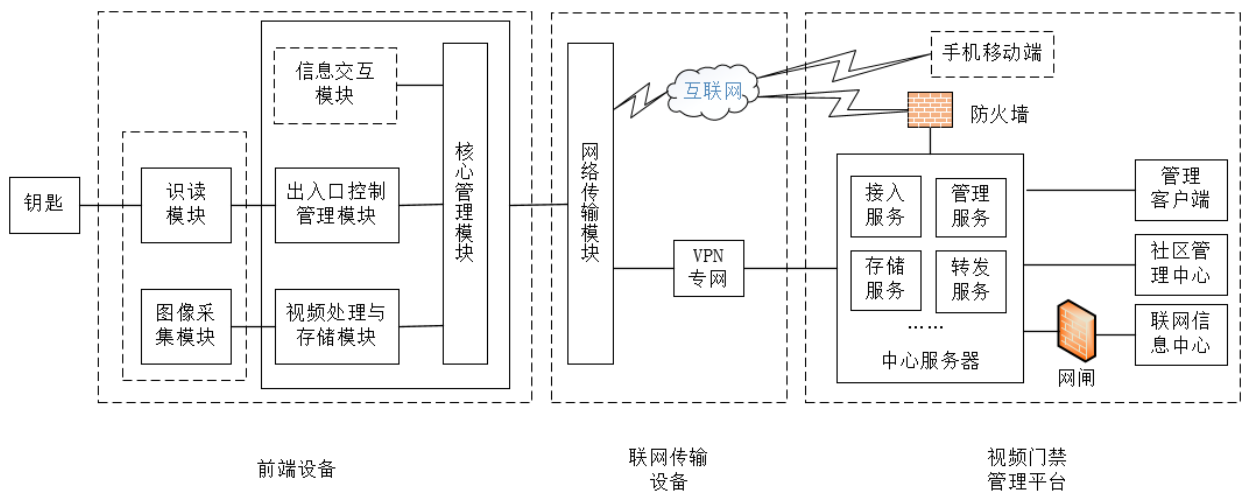 钥匙
识读
模块
图像采
集模块
信息交互
模块
出入口控制
管理模块
视频处理与
存储模块
核心管理模块
网络传输模块
互联网
VPN
专网
手机移动端
防火墙
接入
服务
管理
服务
存储
服务
转发
服务
……
中心服务器
管理
客户端
社区管
理中心
联网信
息中心
网闸
前端设备
联网传输
设备
视频门禁
管理平台